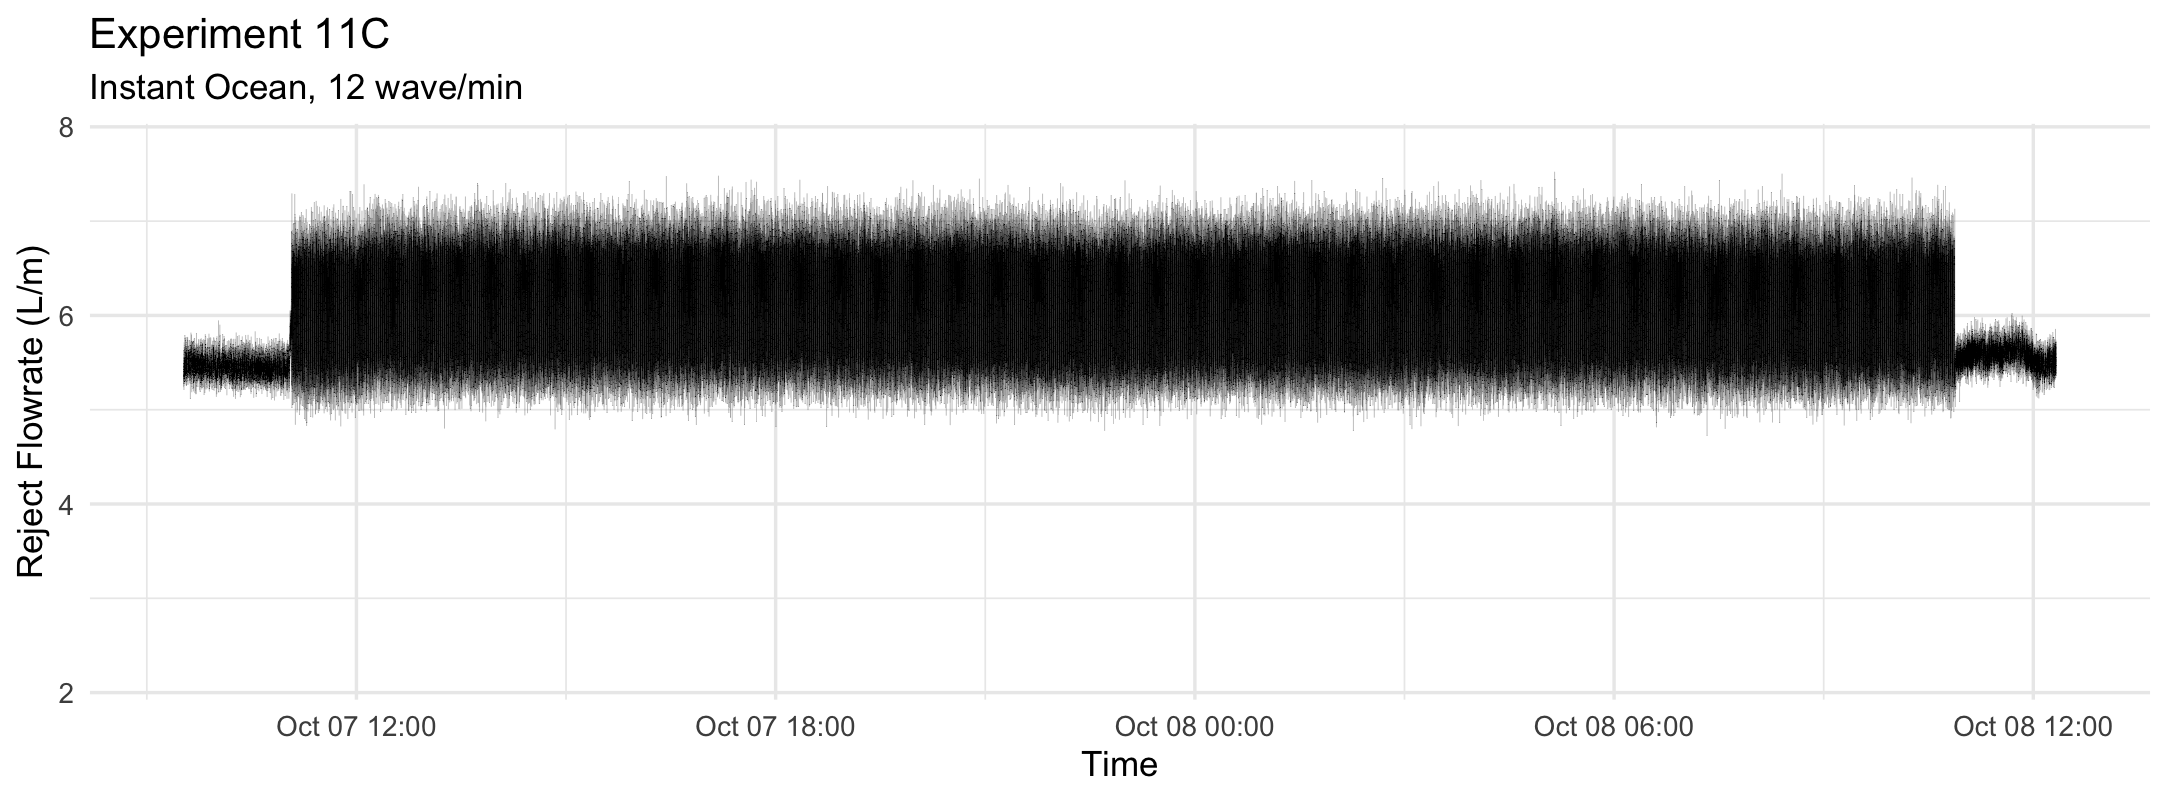 Experiment 11C
Instant Ocean, 12 wave/min
Reject Flowrate (L/m)
8
6
4
2
Oct 07 12:00
Oct 07 18:00
Oct 08 00:00
Oct 08 06:00
Oct 08 12:00
Time